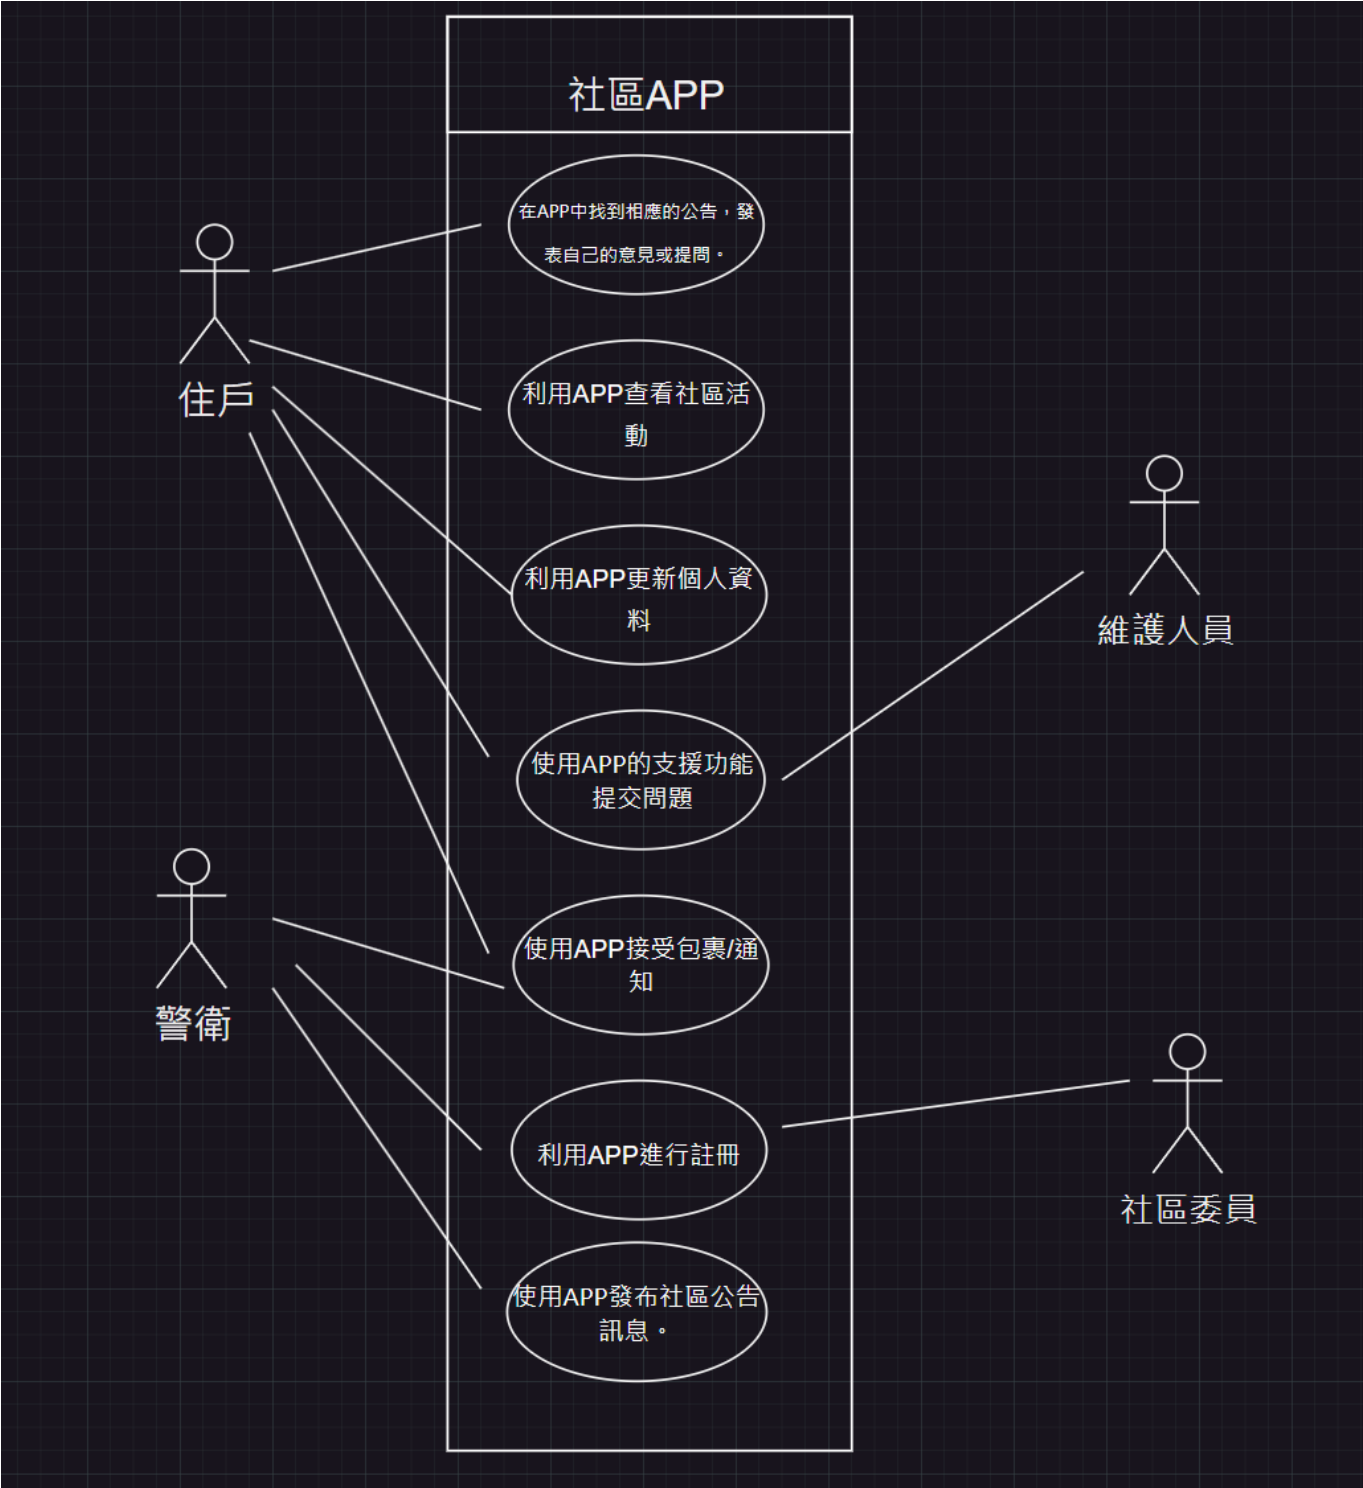 社區APP
在APP中找到相應的公告，發
表自己的意見或提問。
住戶
利用APP查看社區活
動
利用APP更新個人資
料
維護人員
使用APP的支援功能
提交問題
使用APP接受包裹/通
知
警衛
利用APP進行註冊
社區委員
使用APP發布社區公告
訊息。